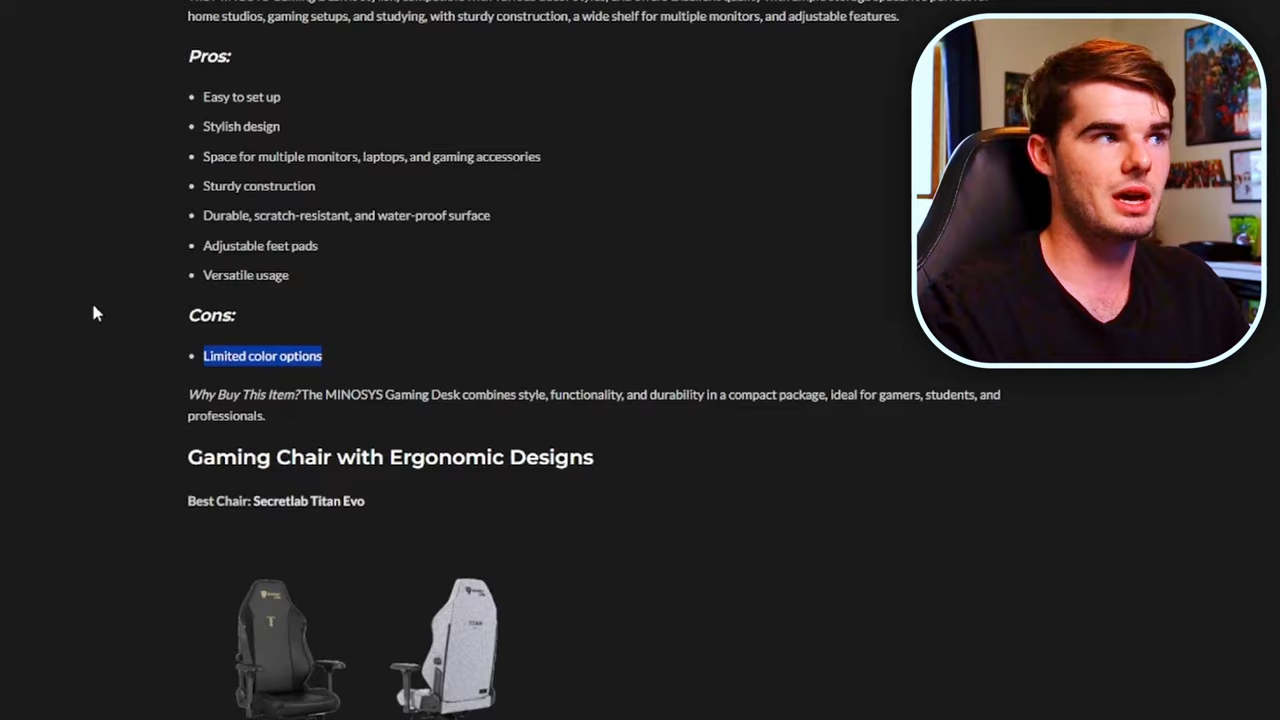 home studios, gaming setups, and studying, with sturdy construction, a wide shelf for multiple monitors, and adjustable features.
Pros:
• Easy to set up
• Stylish design
• Space for multiple monitors, laptops, and gaming accessories
• Sturdy construction
• Durable, scratch-resistant, and water-proof surface
• Adjustable feet pads
• Versatile usage
Cons:
• Limited color options
Why Buy This Item? The MINOSYS Gaming Desk combines style, functionality, and durability in a compact package, ideal for gamers, students, and
professionals.
Gaming Chair with Ergonomic Designs
Best Chair: Secretlab Titan Evo
TITAN